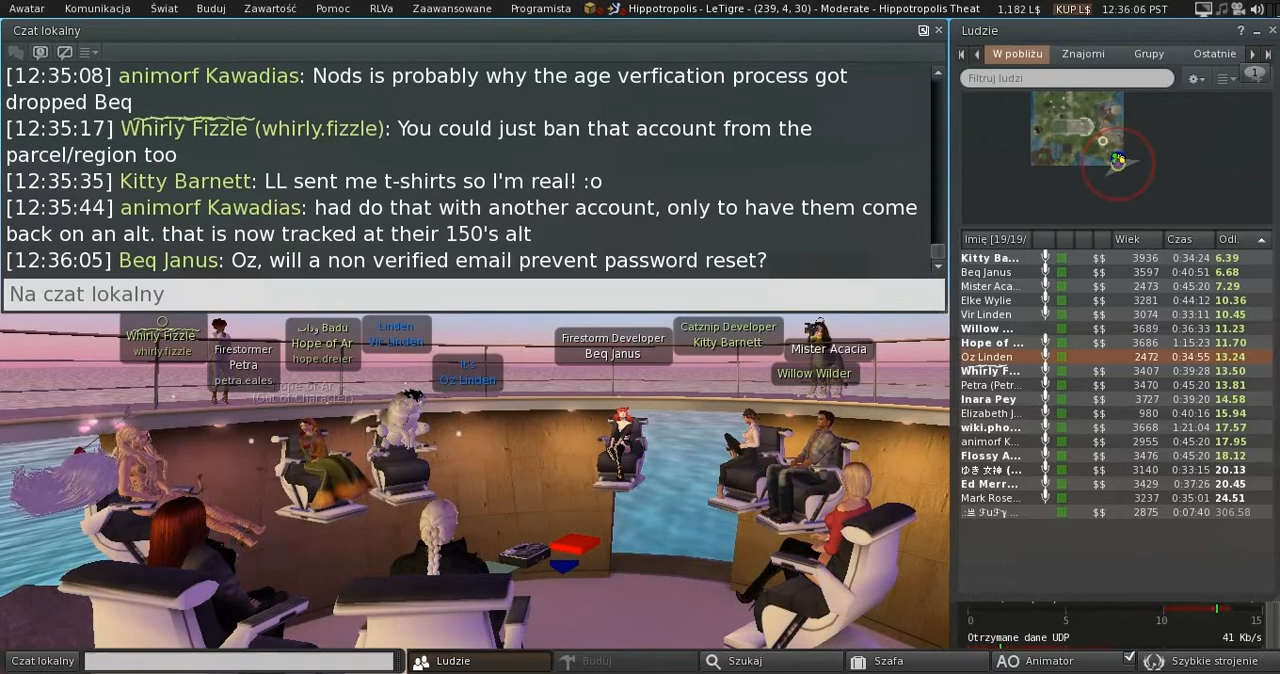 Awatar Komunikacja Świat Buduj Zawartość Pomoc RLVa Zaawansowane Programista Hippotropolis - LeTigre - (239, 4, 30) - Moderate - Hippotropolis Theat 1,182 L$ KUP L$ 12:36:06 PST
Czat lokalny
[12:35:08] animorf Kawadias: Nods is probably why the age verfication process got
dropped Beq
[12:35:17] Whirly Fizzle (whirly.fizzle): You could just ban that account from the
parcel/region too
[12:35:35] Kitty Barnett: LL sent me t-shirts so I'm real! :o
[12:35:44] animorf Kawadias: had do that with another account, only to have them come
back on an alt. that is now tracked at their 150's alt
[12:36:05] Beq Janus: Oz, will a non verified email prevent password reset?
Na czat lokalny
Whirly Fizzle
whirly.fizzle
Firestormer
Petra
petra.eales
Badu
Hope of Ar
hope.dreier
Hope of Ar
(Out of Character)
Linden
Vir Linden
It's
Oz Linden
Firestorm Developer
Beq Janus
Catznip Developer
Kitty Barnett
Mister Acacia
Willow Wilder
Ludzie
W pobliżu Znajomi Grupy Ostatnie
Filtruj ludzi
1
Imię [19/19/ Wiek Czas Odl.
Kitty Ba... $$ 3936 0:34:24 6.39
Beq Janus $$ 3597 0:40:51 6.68
Mister Aca... $$ 2473 0:45:20 7.29
Elke Wylie $$ 3281 0:44:12 10.36
Vir Linden $$ 3074 0:33:11 10.45
Willow ... $$ 3689 0:36:33 11.23
Hope of ... $$ 3686 1:15:23 11.70
Oz Linden 2472 0:34:55 13.24
Whirly F... $$ 3407 0:39:28 13.50
Petra (Petr... $$ 3470 0:45:20 13.81
Inara Pey $$ 3727 0:39:20 14.58
Elizabeth J... 980 0:40:16 15.94
wiki.pho... $$ 3668 1:21:04 17.57
animorf K... $$ 2955 0:45:20 17.95
Flossy A... $$ 3476 0:45:20 18.12
ゆき 女神 (... $$ 3140 0:33:15 20.13
Ed Merr... $$ 3429 0:37:26 20.45
Mark Rose... 3237 0:35:01 24.51
$$ 2875 0:07:40 306.58
0 5 10 15
Otrzymane dane UDP 41 Kb/s
Czat lokalny Ludzie Buduj Szukaj Szafa AO Animator Szybkie strojenie